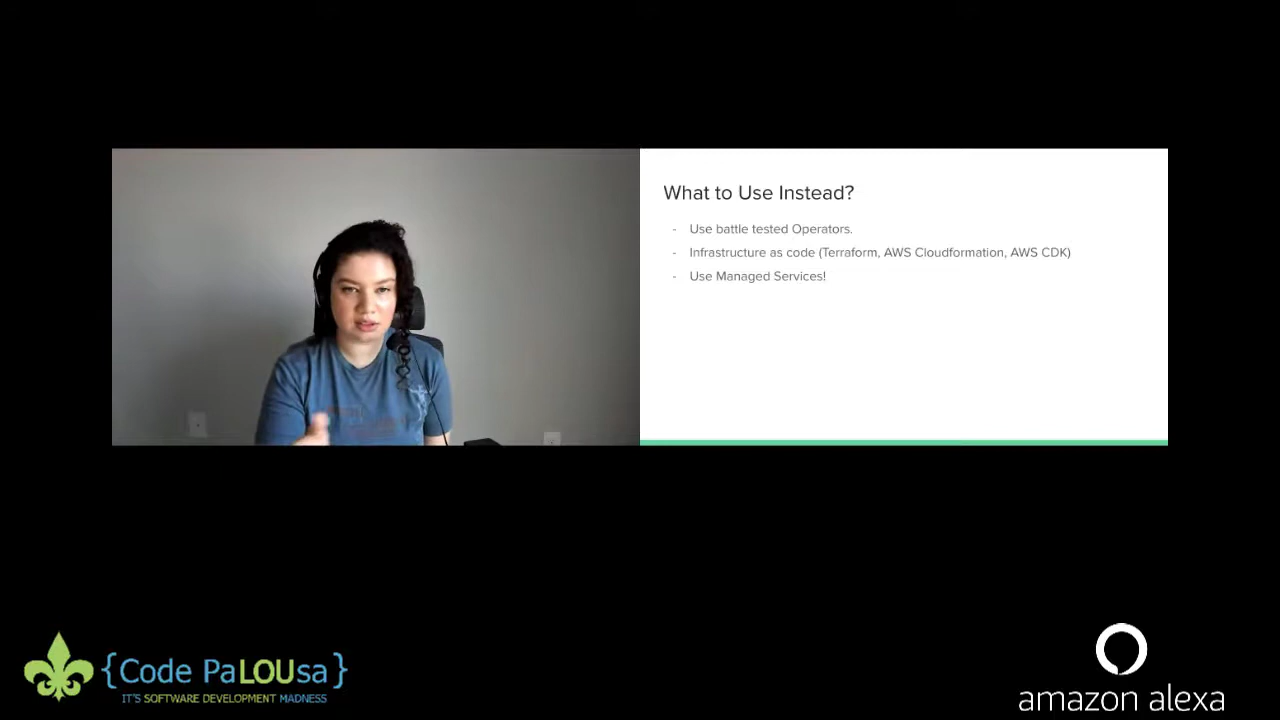 What to Use Instead?
- Use battle tested Operators.
- Infrastructure as code (Terraform, AWS Cloudformation, AWS CDK)
- Use Managed Services!
{Code PaLOUsa}
IT'S SOFTWARE DEVELOPMENT MADNESS
amazon alexa